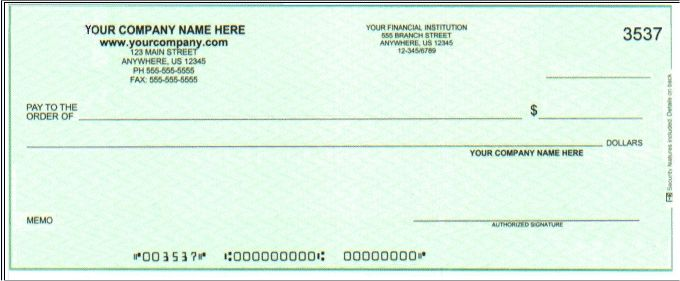 YOUR COMPANY NAME HERE
www.yourcompany.com
123 MAIN STREET
ANYWHERE, US 12345
PH 555-555-5555
FAX: 555-555-5555
YOUR FINANCIAL INSTITUTION
555 BRANCH STREET
ANYWHERE, US 12345
12-345/6789
3537
PAY TO THE
ORDER OF
$
DOLLARS
YOUR COMPANY NAME HERE
Security features included. Details on back.
MEMO
AUTHORIZED SIGNATURE
⑈003537⑈ ⑆000000000⑆ 00000000⑈